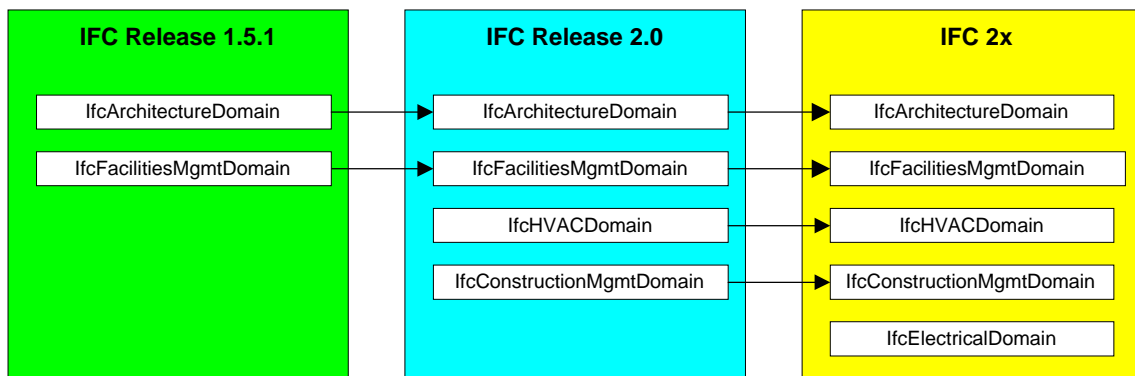 IFC Release 1.5.1
IfcArchitectureDomain
IfcFacilitiesMgmtDomain
IFC Release 2.0
IfcArchitectureDomain
IfcFacilitiesMgmtDomain
IfcHVACDomain
IfcConstructionMgmtDomain
IFC 2x
IfcArchitectureDomain
IfcFacilitiesMgmtDomain
IfcHVACDomain
IfcConstructionMgmtDomain
IfcElectricalDomain